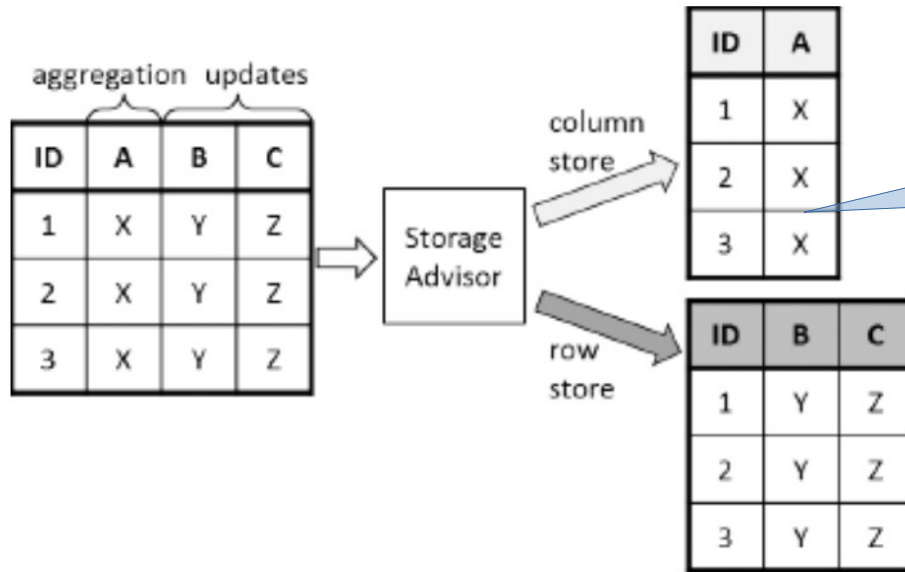 aggregation updates
ID A B C
1 X Y Z
2 X Y Z
3 X Y Z
Storage
Advisor
column
store
ID A
1 X
2 X
3 X
row
store
ID B C
1 Y Z
2 Y Z
3 Y Z